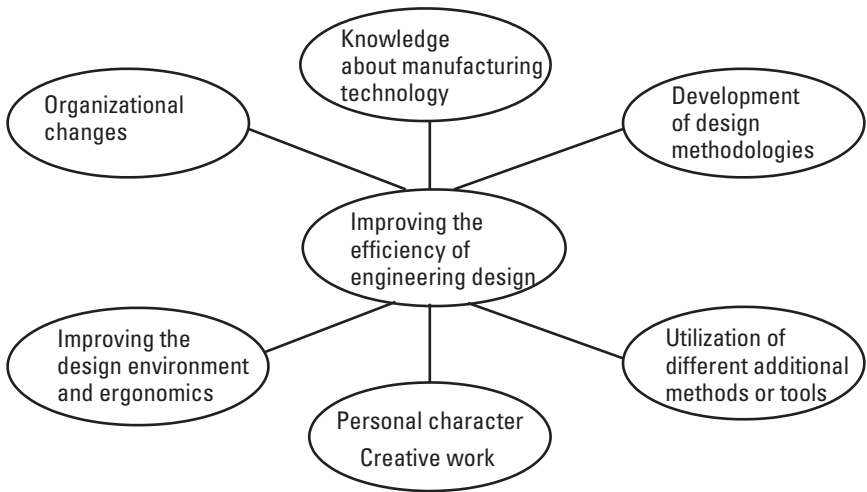 Knowledge
about manufacturing
technology
Organizational
changes
Development
of design
methodologies
Improving the
efficiency of
engineering design
Improving the
design environment
and ergonomics
Utilization of
different additional
methods or tools
Personal character
Creative work